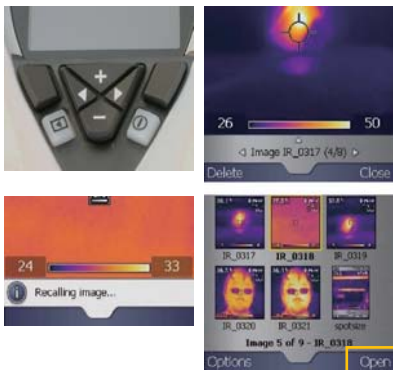 +
−
26 50
Image IR_0317 (4/8)
Delete Close
24 33
Recalling image...
IR_0317 IR_0318 IR_0319
IR_0320 IR_0321 spotsize
Image 5 of 9 - IR_0318
Options Open